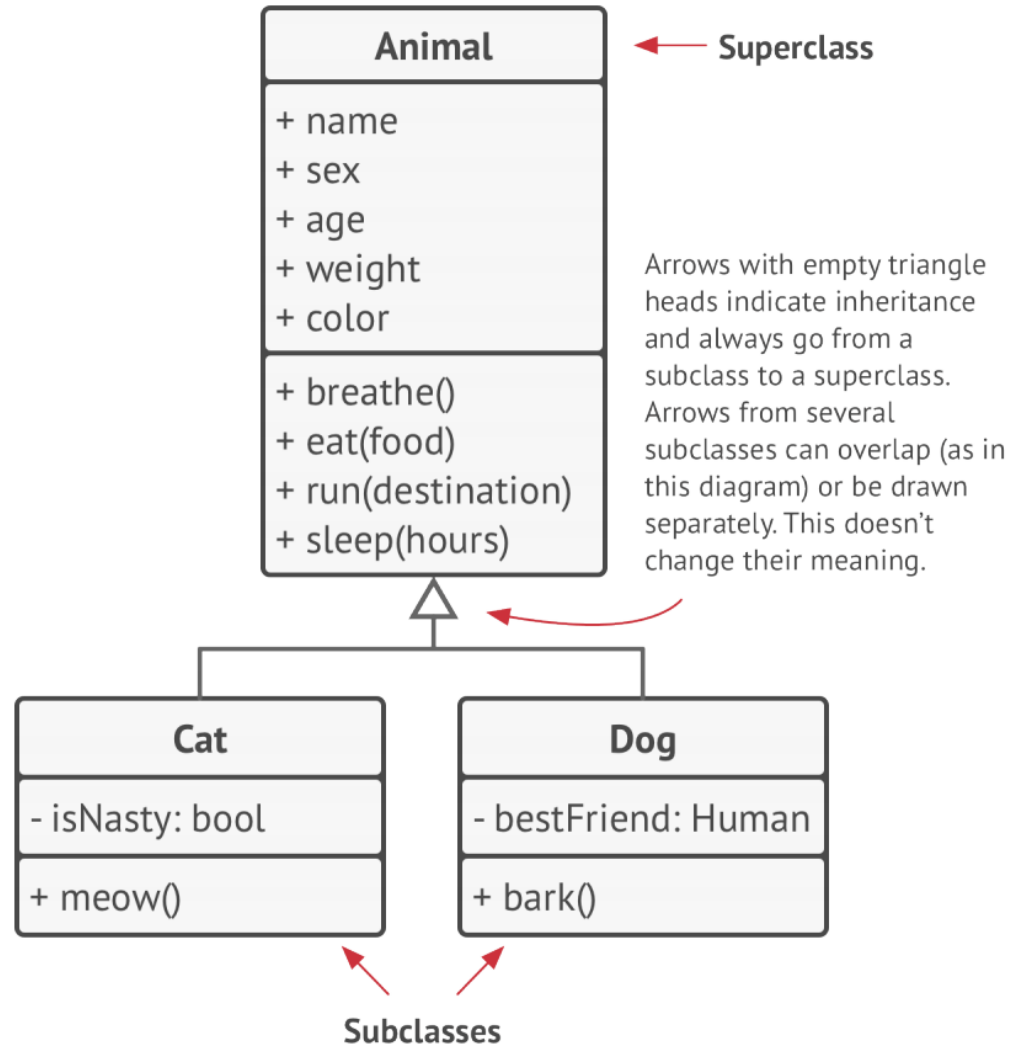 Animal
Superclass
+ name
+ sex
+ age
+ weight
+ color
+ breathe()
+ eat(food)
+ run(destination)
+ sleep(hours)
Arrows with empty triangle
heads indicate inheritance
and always go from a
subclass to a superclass.
Arrows from several
subclasses can overlap (as in
this diagram) or be drawn
separately. This doesn't
change their meaning.
Cat
- isNasty: bool
+ meow()
Dog
- bestFriend: Human
+ bark()
Subclasses